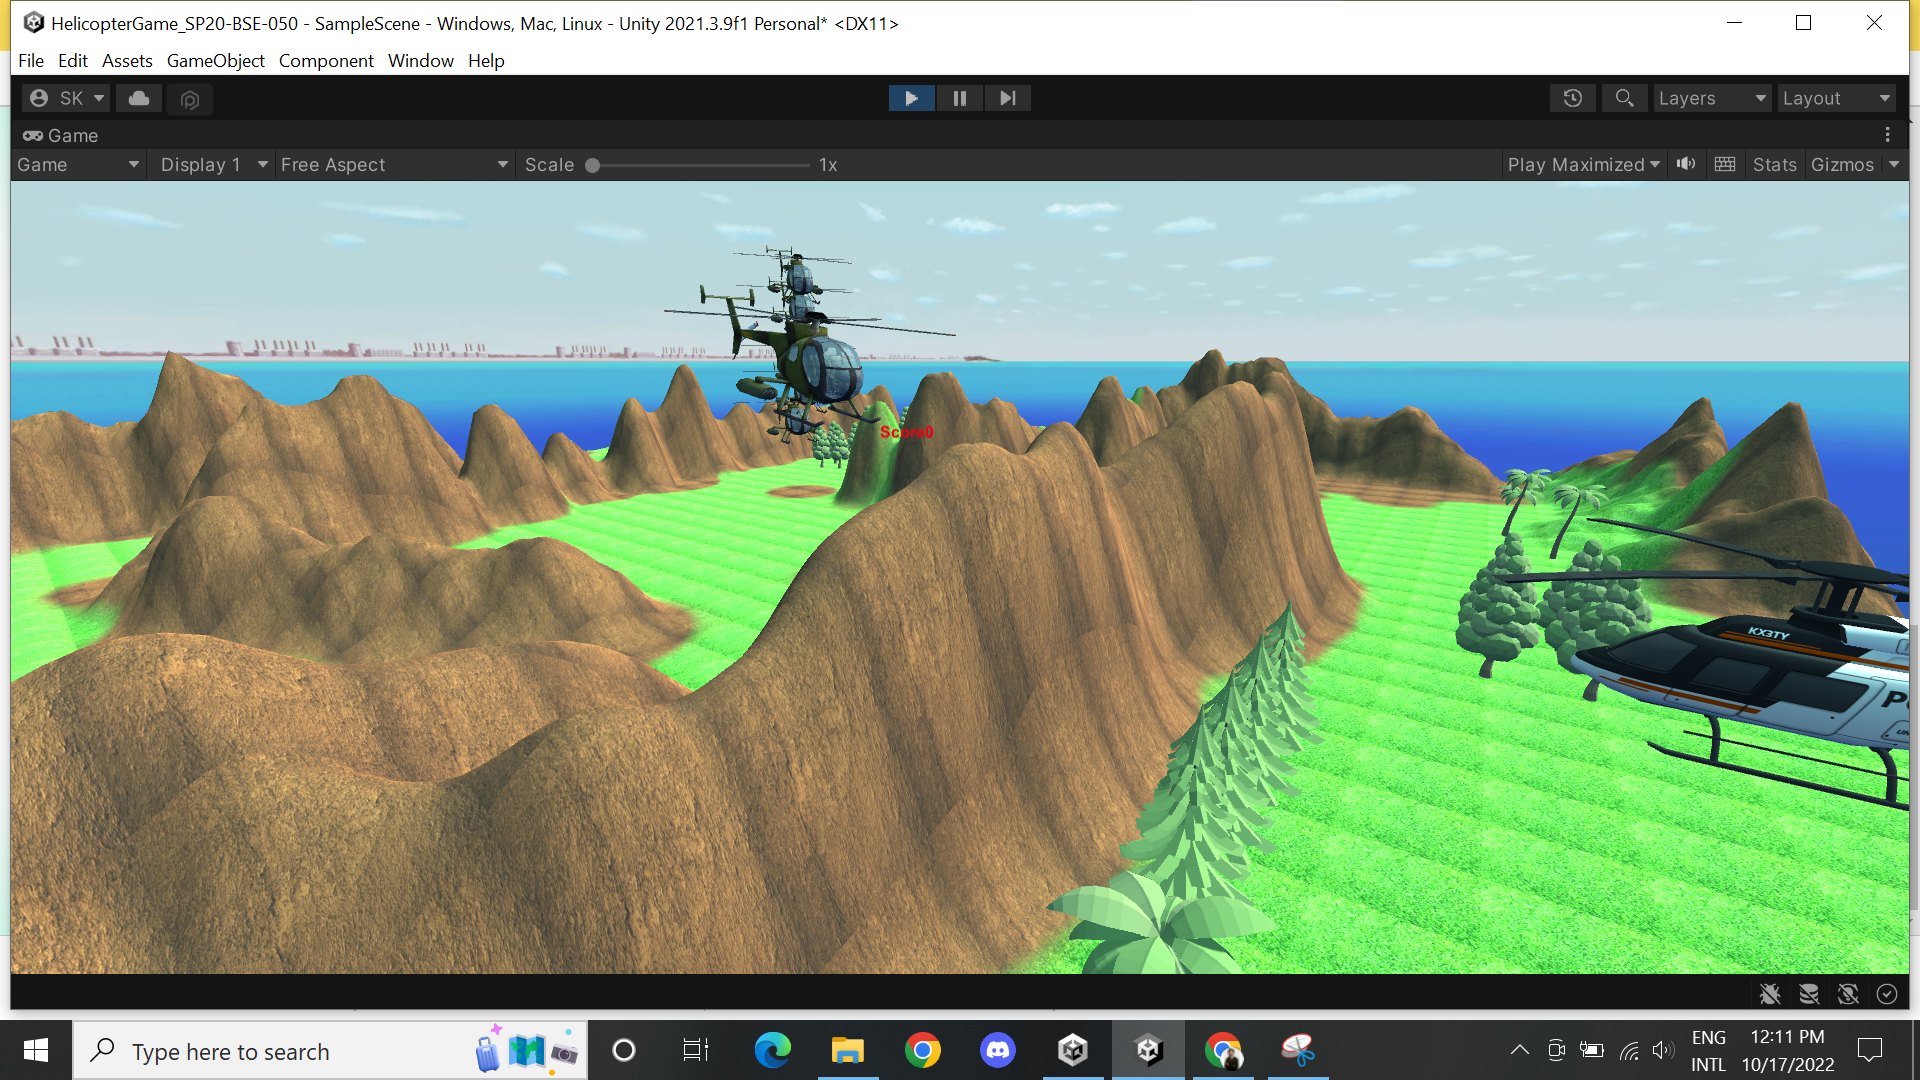 HelicopterGame_SP20-BSE-050 - SampleScene - Windows, Mac, Linux - Unity 2021.3.9f1 Personal* <DX11>
File Edit Assets GameObject Component Window Help
SK Layers Layout
Game
Game Display 1 Free Aspect Scale 1x Play Maximized Stats Gizmos
Score0
KX3TY
Type here to search
ENG 12:11 PM
INTL 10/17/2022